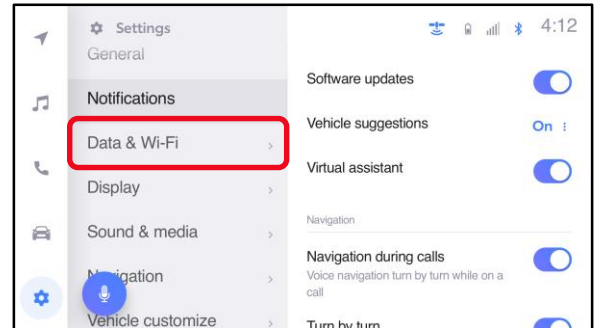 Settings
4:12
General
Notifications
Data & Wi-Fi
Display
Sound & media
Navigation
Vehicle customize
Software updates
Vehicle suggestions
On
Virtual assistant
Navigation
Navigation during calls
Voice navigation turn by turn while on a
call
Turn by turn